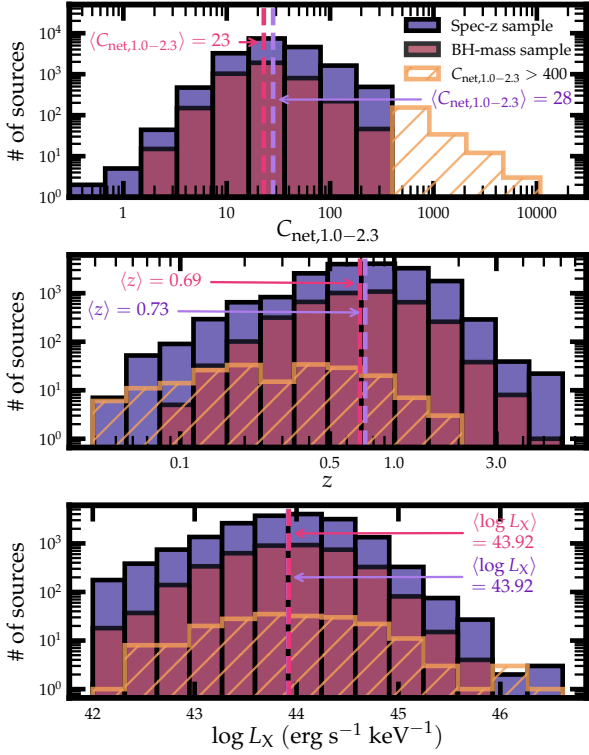 Spec-z sample
BH-mass sample
C_net,1.0−2.3 > 400
⟨C_net,1.0−2.3⟩ = 23
⟨C_net,1.0−2.3⟩ = 28
# of sources
10^4
10^3
10^2
10^1
10^0
1 10 100 1000 10000
C_net,1.0−2.3
⟨z⟩ = 0.69
⟨z⟩ = 0.73
# of sources
10^3
10^2
10^1
10^0
0.1 0.5 1.0 3.0
z
⟨log L_X⟩
= 43.92
⟨log L_X⟩
= 43.92
# of sources
10^3
10^2
10^1
10^0
42 43 44 45 46
log L_X (erg s^−1 keV^−1)